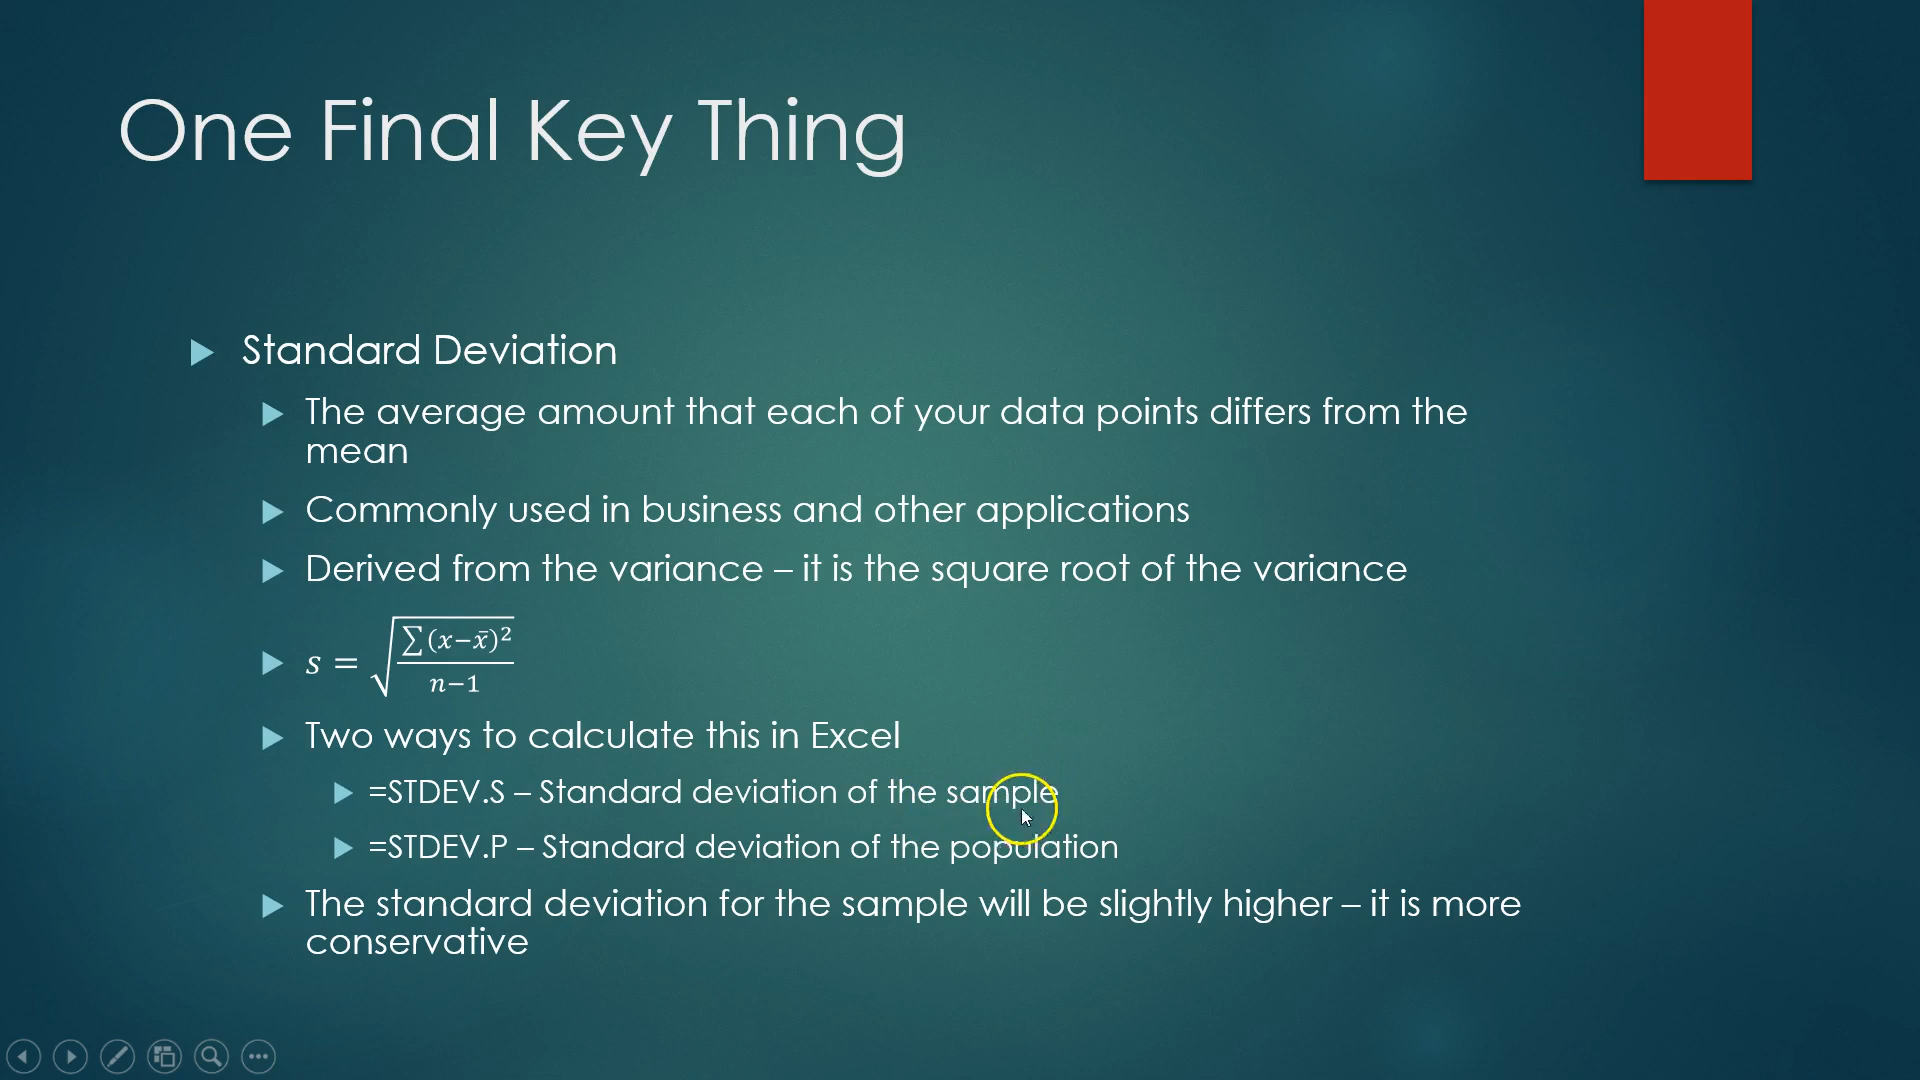 One Final Key Thing
Standard Deviation
The average amount that each of your data points differs from the
mean
Commonly used in business and other applications
Derived from the variance – it is the square root of the variance
s = √(∑(x−x̄)²/(n−1))
Two ways to calculate this in Excel
=STDEV.S – Standard deviation of the sample
=STDEV.P – Standard deviation of the population
The standard deviation for the sample will be slightly higher – it is more
conservative